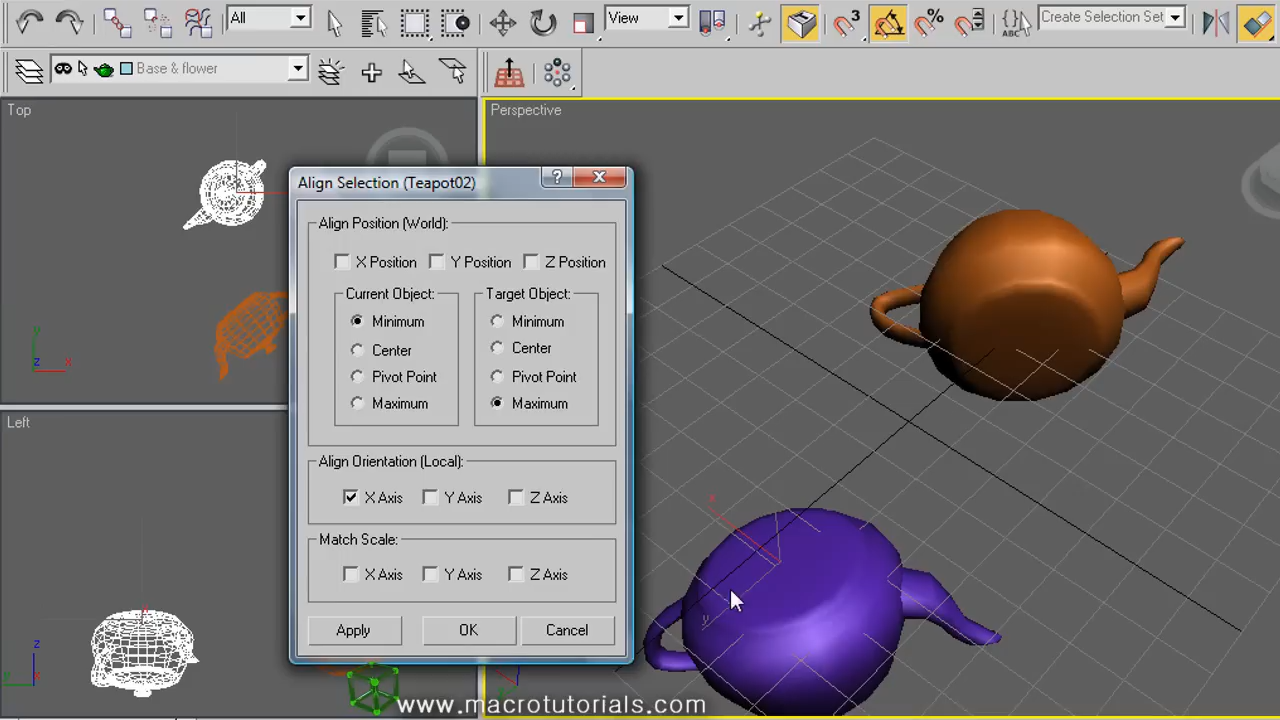 All
View
3
%
{}
ABC
Create Selection Set
Base & flower
Top
Perspective
Align Selection (Teapot02)
?
Align Position (World):
X Position Y Position Z Position
Current Object: Target Object:
Minimum Minimum
Center Center
Pivot Point Pivot Point
Maximum Maximum
y
z x
Left
Align Orientation (Local):
X Axis Y Axis Z Axis
x
Match Scale:
X Axis Y Axis Z Axis
y
x
z
y
Apply OK Cancel
www.macrotutorials.com